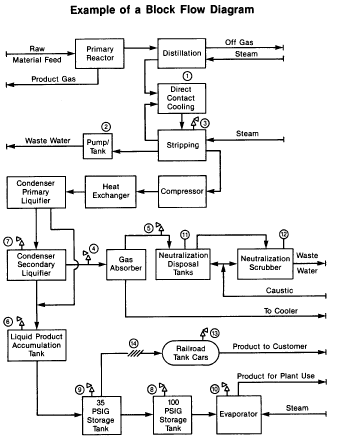 Example of a Block Flow Diagram
Raw
Material Feed
Primary
Reactor
Distillation
Off Gas
Steam
Product Gas
1
Direct
Contact
Cooling
2
3
Waste Water
Pump/
Tank
Stripping
Steam
Condenser
Primary
Liquifier
Heat
Exchanger
Compressor
7
Condenser
Secondary
Liquifier
4
Gas
Absorber
5
11
Neutralization
Disposal
Tanks
12
Neutralization
Scrubber
Waste
Water
Caustic
To Cooler
6
Liquid Product
Accumulation
Tank
14
13
Railroad
Tank Cars
Product to Customer
9
35
PSIG
Storage
Tank
8
100
PSIG
Storage
Tank
10
Evaporator
Product for Plant Use
Steam